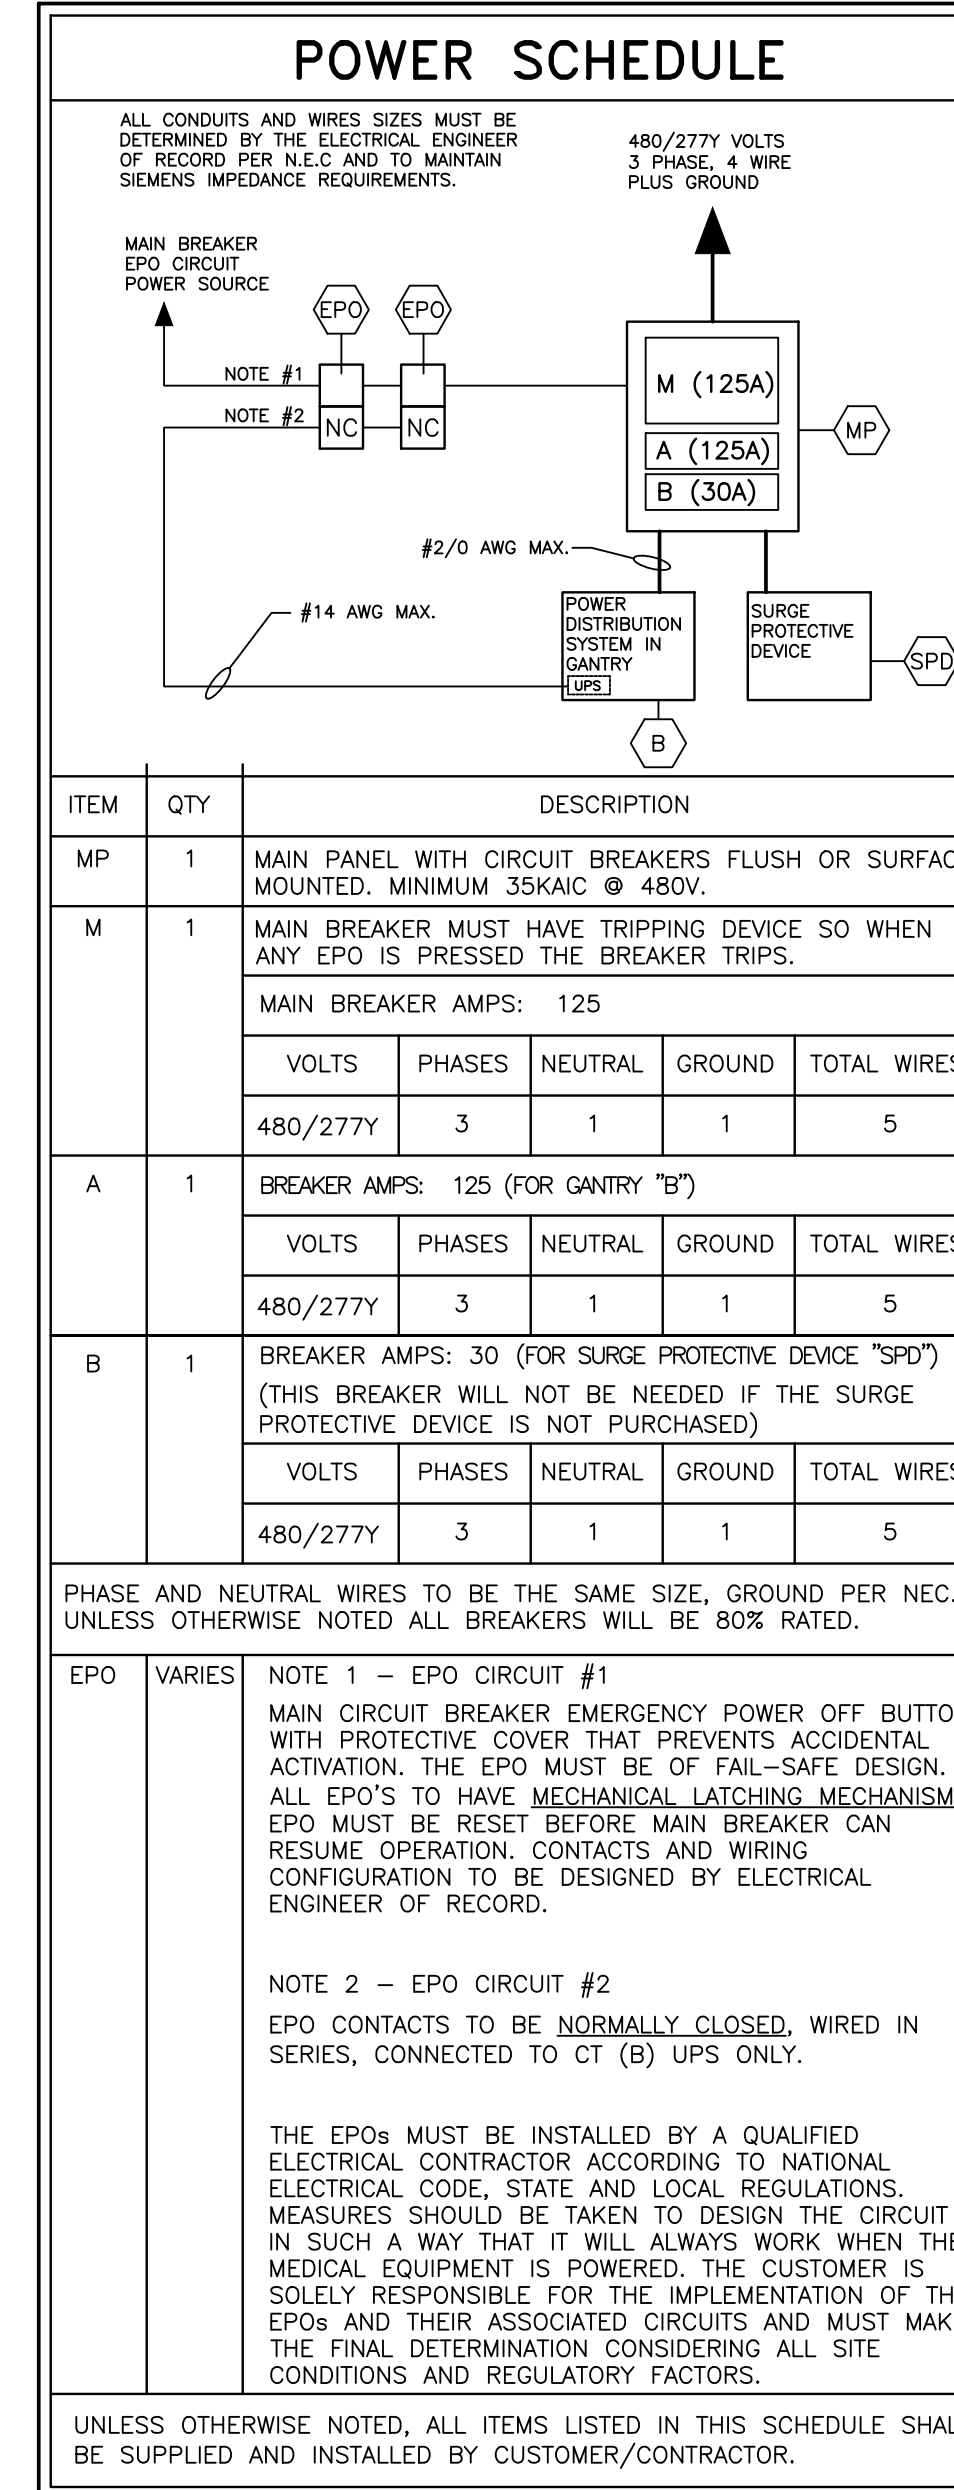 POWER SCHEDULE
ALL CONDUITS AND WIRES SIZES MUST BE
DETERMINED BY THE ELECTRICAL ENGINEER
OF RECORD PER N.E.C AND TO MAINTAIN
SIEMENS IMPEDANCE REQUIREMENTS.
480/277Y VOLTS
3 PHASE, 4 WIRE
PLUS GROUND
MAIN BREAKER
EPO CIRCUIT
POWER SOURCE
EPO
EPO
NOTE #1
NOTE #2
NC
NC
M (125A)
A (125A)
B (30A)
MP
#2/0 AWG MAX.
#14 AWG MAX.
POWER
DISTRIBUTION
SYSTEM IN
GANTRY
UPS
SURGE
PROTECTIVE
DEVICE
SPD
B
ITEM QTY DESCRIPTION
MP 1 MAIN PANEL WITH CIRCUIT BREAKERS FLUSH OR SURFAC
MOUNTED. MINIMUM 35KAIC @ 480V.
M 1 MAIN BREAKER MUST HAVE TRIPPING DEVICE SO WHEN
ANY EPO IS PRESSED THE BREAKER TRIPS.
MAIN BREAKER AMPS: 125
VOLTS PHASES NEUTRAL GROUND TOTAL WIRES
480/277Y 3 1 1 5
A 1 BREAKER AMPS: 125 (FOR GANTRY "B")
VOLTS PHASES NEUTRAL GROUND TOTAL WIRES
480/277Y 3 1 1 5
B 1 BREAKER AMPS: 30 (FOR SURGE PROTECTIVE DEVICE "SPD")
(THIS BREAKER WILL NOT BE NEEDED IF THE SURGE
PROTECTIVE DEVICE IS NOT PURCHASED)
VOLTS PHASES NEUTRAL GROUND TOTAL WIRES
480/277Y 3 1 1 5
PHASE AND NEUTRAL WIRES TO BE THE SAME SIZE, GROUND PER NEC.
UNLESS OTHERWISE NOTED ALL BREAKERS WILL BE 80% RATED.
EPO VARIES NOTE 1 – EPO CIRCUIT #1
MAIN CIRCUIT BREAKER EMERGENCY POWER OFF BUTTO
WITH PROTECTIVE COVER THAT PREVENTS ACCIDENTAL
ACTIVATION. THE EPO MUST BE OF FAIL–SAFE DESIGN.
ALL EPO'S TO HAVE MECHANICAL LATCHING MECHANISM
EPO MUST BE RESET BEFORE MAIN BREAKER CAN
RESUME OPERATION. CONTACTS AND WIRING
CONFIGURATION TO BE DESIGNED BY ELECTRICAL
ENGINEER OF RECORD.
NOTE 2 – EPO CIRCUIT #2
EPO CONTACTS TO BE NORMALLY CLOSED, WIRED IN
SERIES, CONNECTED TO CT (B) UPS ONLY.
THE EPOs MUST BE INSTALLED BY A QUALIFIED
ELECTRICAL CONTRACTOR ACCORDING TO NATIONAL
ELECTRICAL CODE, STATE AND LOCAL REGULATIONS.
MEASURES SHOULD BE TAKEN TO DESIGN THE CIRCUIT
IN SUCH A WAY THAT IT WILL ALWAYS WORK WHEN THE
MEDICAL EQUIPMENT IS POWERED. THE CUSTOMER IS
SOLELY RESPONSIBLE FOR THE IMPLEMENTATION OF TH
EPOs AND THEIR ASSOCIATED CIRCUITS AND MUST MAK
THE FINAL DETERMINATION CONSIDERING ALL SITE
CONDITIONS AND REGULATORY FACTORS.
UNLESS OTHERWISE NOTED, ALL ITEMS LISTED IN THIS SCHEDULE SHAL
BE SUPPLIED AND INSTALLED BY CUSTOMER/CONTRACTOR.